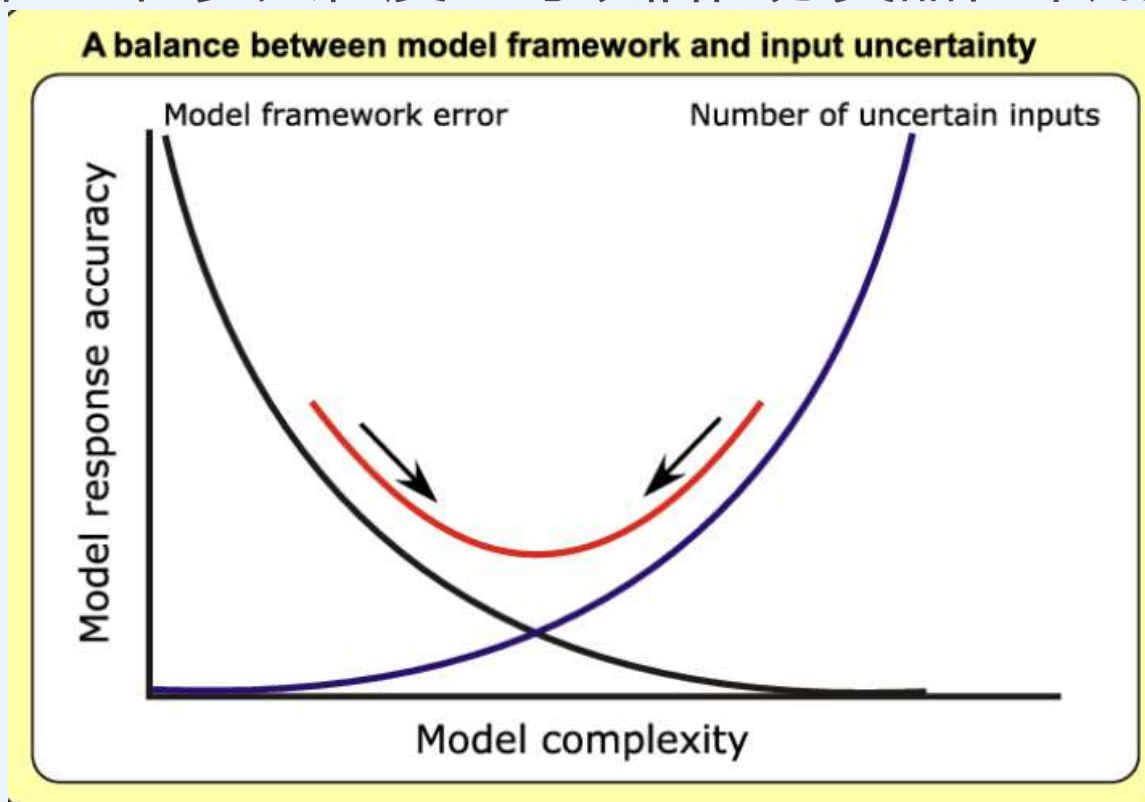 A balance between model framework and input uncertainty
Model framework error
Number of uncertain inputs
Model response accuracy
Model complexity